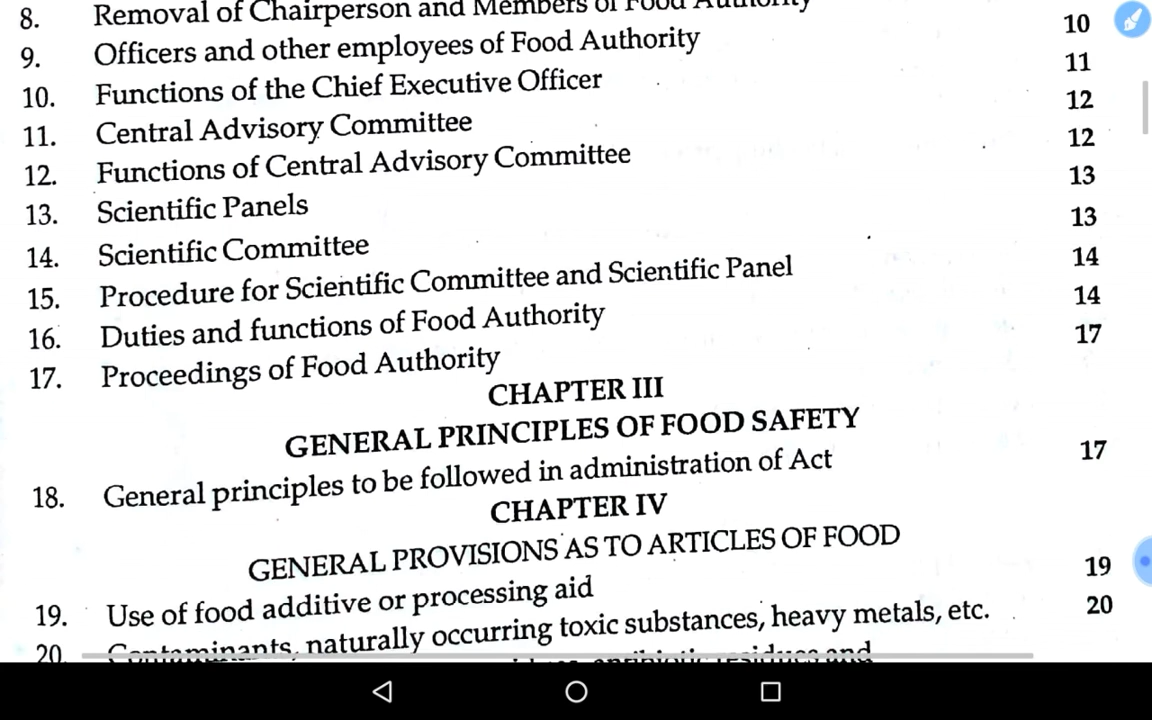 8. Removal of Chairperson and Members of Food Authority
9. Officers and other employees of Food Authority 10
10. Functions of the Chief Executive Officer 11
11. Central Advisory Committee 12
12. Functions of Central Advisory Committee 12
13. Scientific Panels 13
14. Scientific Committee 13
15. Procedure for Scientific Committee and Scientific Panel 14
16. Duties and functions of Food Authority 14
17. Proceedings of Food Authority 17
CHAPTER III
GENERAL PRINCIPLES OF FOOD SAFETY
18. General principles to be followed in administration of Act 17
CHAPTER IV
GENERAL PROVISIONS AS TO ARTICLES OF FOOD
19. Use of food additive or processing aid 19
20. Contaminants, naturally occurring toxic substances, heavy metals, etc. 20
antibiotic residues and